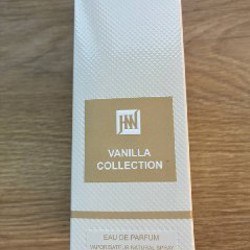 VANILLA
COLLECTION
EAU DE PARFUM
VAPORISATEUR NATURAL SPRAY